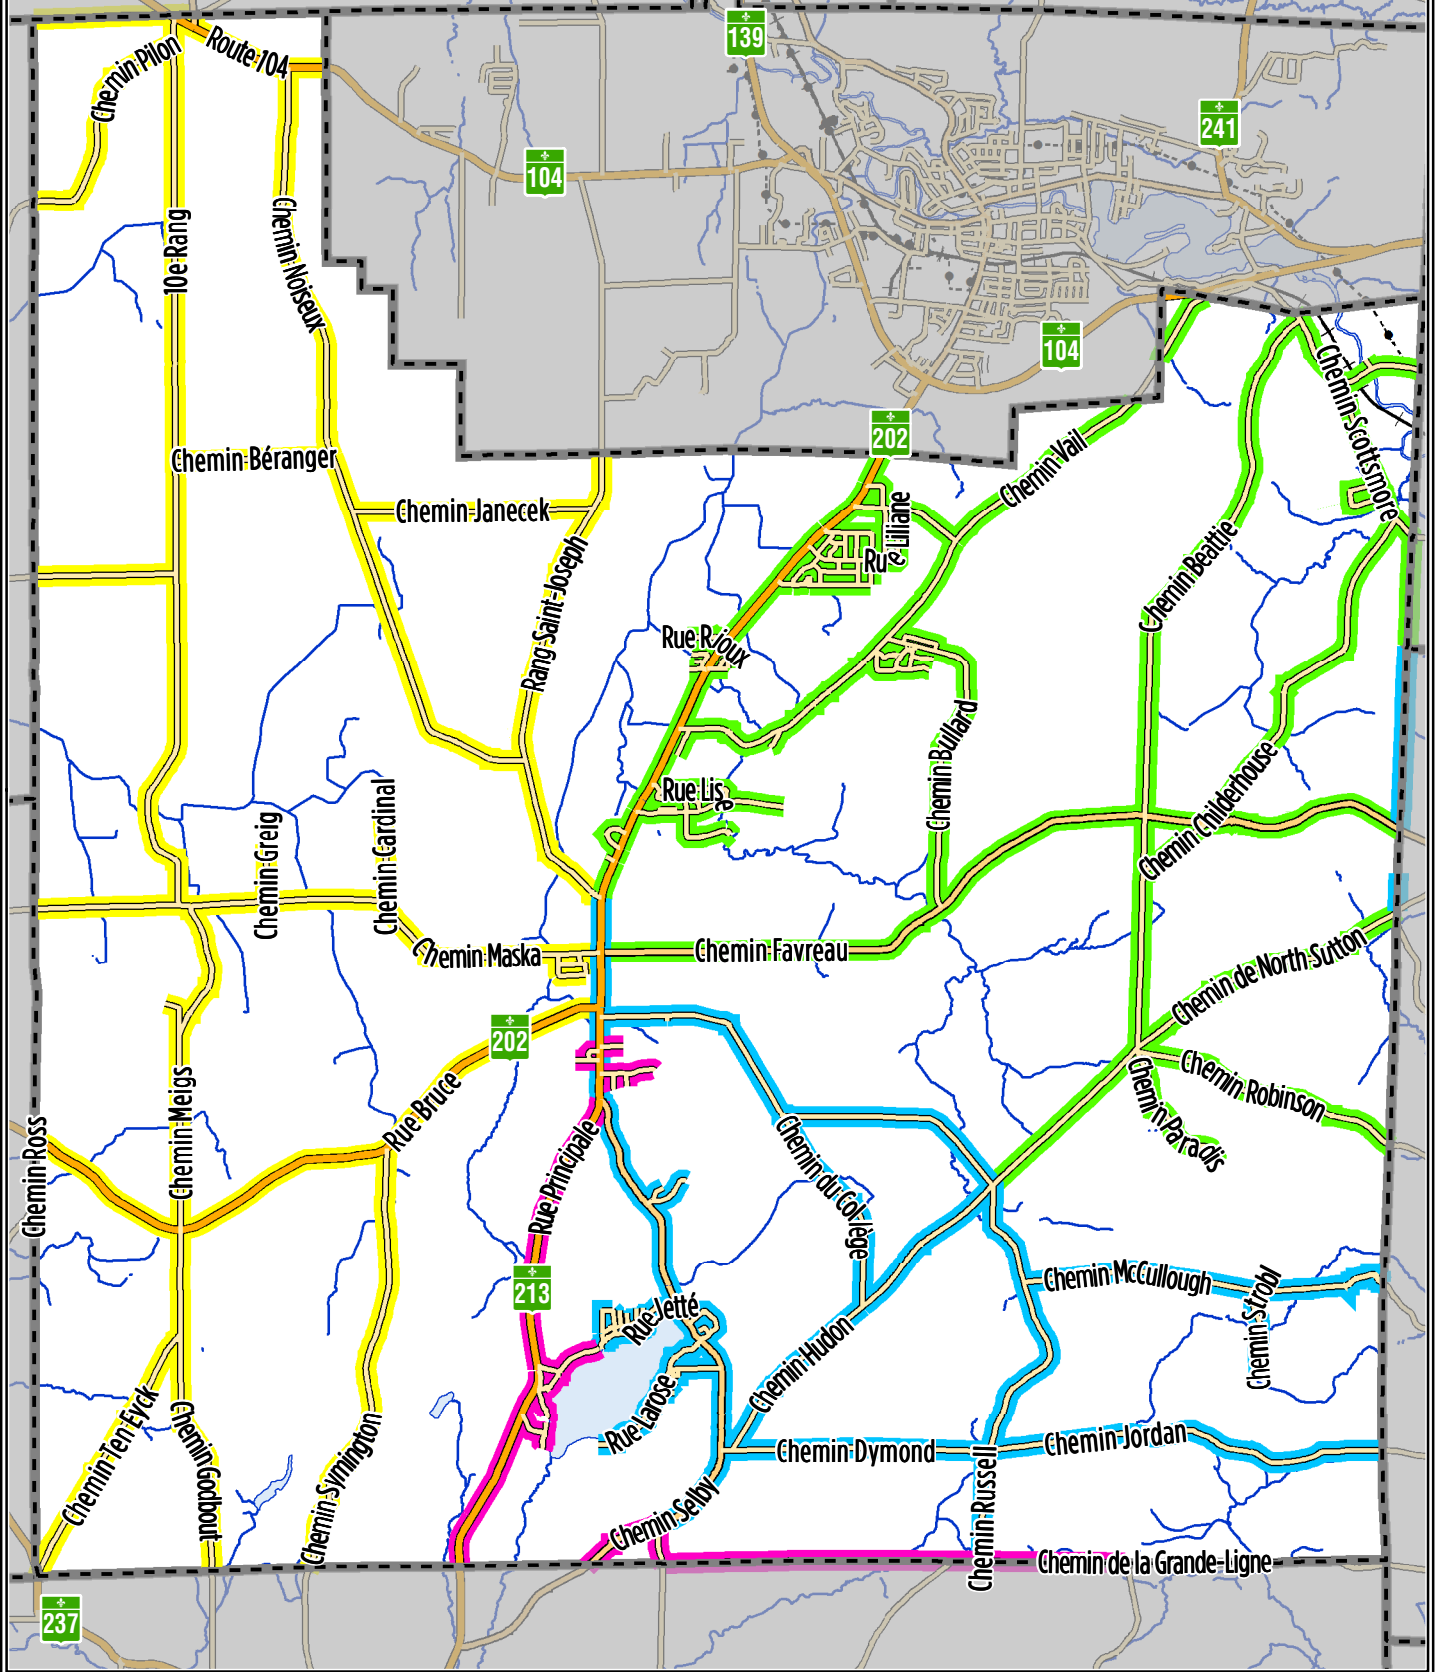 139
Chemin Pilon
Route 104
241
104
10e Rang
Chemin Noiseux
104
Chemin Scottsmore
202
Chemin Vail
Chemin Béranger
Chemin Janecek
Rue Liliane
Rang Saint-Joseph
Chemin Beattie
Rue Rioux
Chemin Bullard
Rue Lise
Chemin Childerhouse
Chemin Greig
Chemin Cardinal
Chemin Maska
Chemin Favreau
Chemin de North Sutton
202
Chemin Robinson
Chemin Paradis
Rue Bruce
Chemin Meigs
Chemin Ross
Rue Principale
Chemin du Collège
213
Chemin McCullough
Chemin Strobl
Rue Jetté
Chemin Hudon
Rue Larose
Chemin Ten Eyck
Chemin Godbout
Chemin Symington
Chemin Dymond
Chemin Jordan
Chemin Selby
Chemin Russell
Chemin de la Grande-Ligne
237